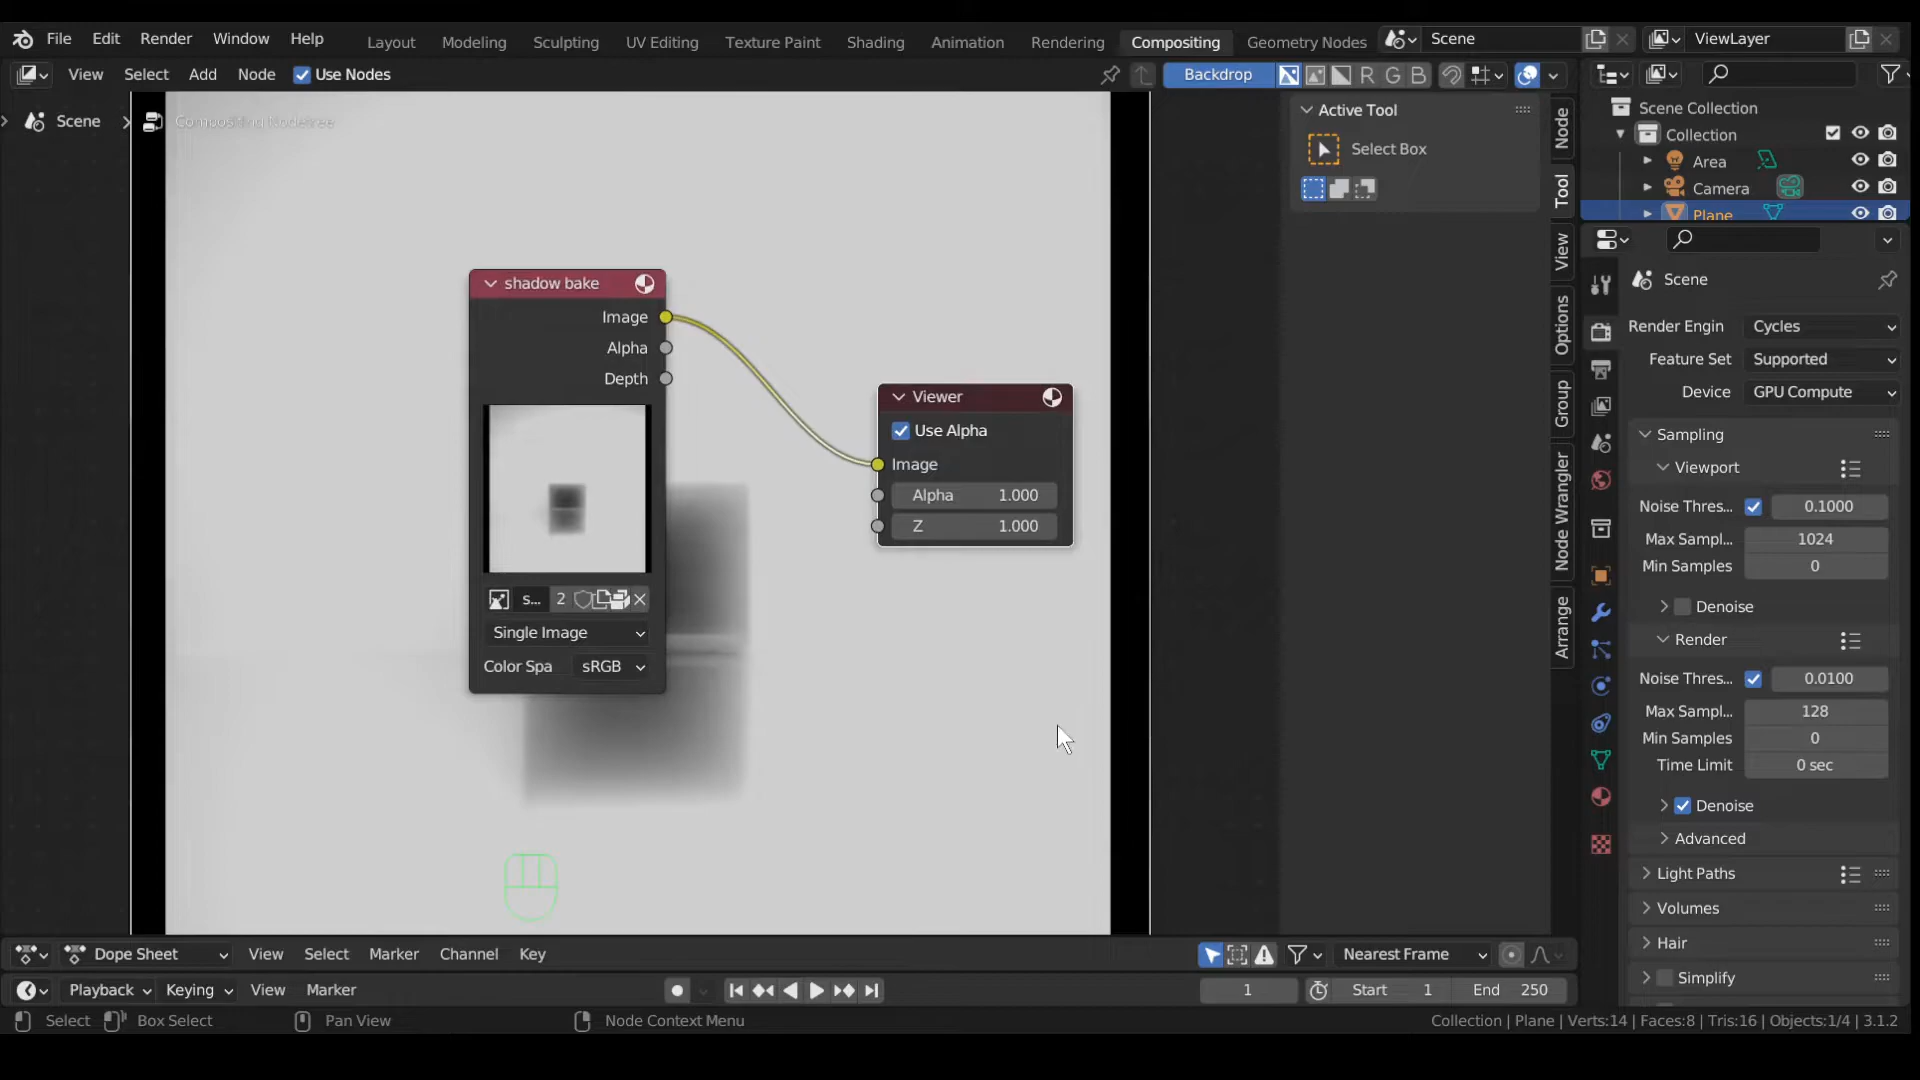 File Edit Render Window Help Layout Modeling Sculpting UV Editing Texture Paint Shading Animation Rendering Compositing Geometry Nodes Scene ViewLayer
View Select Add Node Use Nodes Backdrop R G B
Scene Compositing Nodetree
Active Tool
Select Box
Node
Tool
View
Options
Group
Node Wrangler
Arrange
shadow bake
Image
Alpha
Depth
s... 2
Single Image
Color Spa sRGB
Viewer
Use Alpha
Image
Alpha 1.000
Z 1.000
Scene Collection
Collection
Area
Camera
Plane
Scene
Render Engin Cycles
Feature Set Supported
Device GPU Compute
Sampling
Viewport
Noise Thres... 0.1000
Max Sampl... 1024
Min Samples 0
Denoise
Render
Noise Thres... 0.0100
Max Sampl... 128
Min Samples 0
Time Limit 0 sec
Denoise
Advanced
Light Paths
Volumes
Hair
Simplify
Dope Sheet View Select Marker Channel Key Nearest Frame
Playback Keying View Marker 1 Start 1 End 250
Select Box Select Pan View Node Context Menu Collection | Plane | Verts:14 | Faces:8 | Tris:16 | Objects:1/4 | 3.1.2